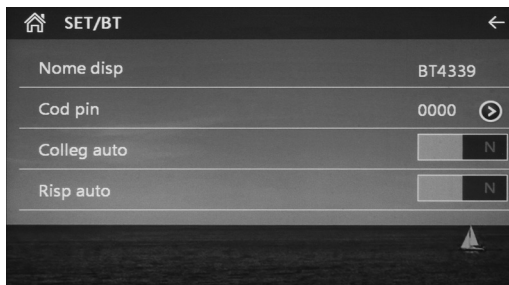 SET/BT
Nome disp BT4339
Cod pin 0000
Colleg auto N
Risp auto N